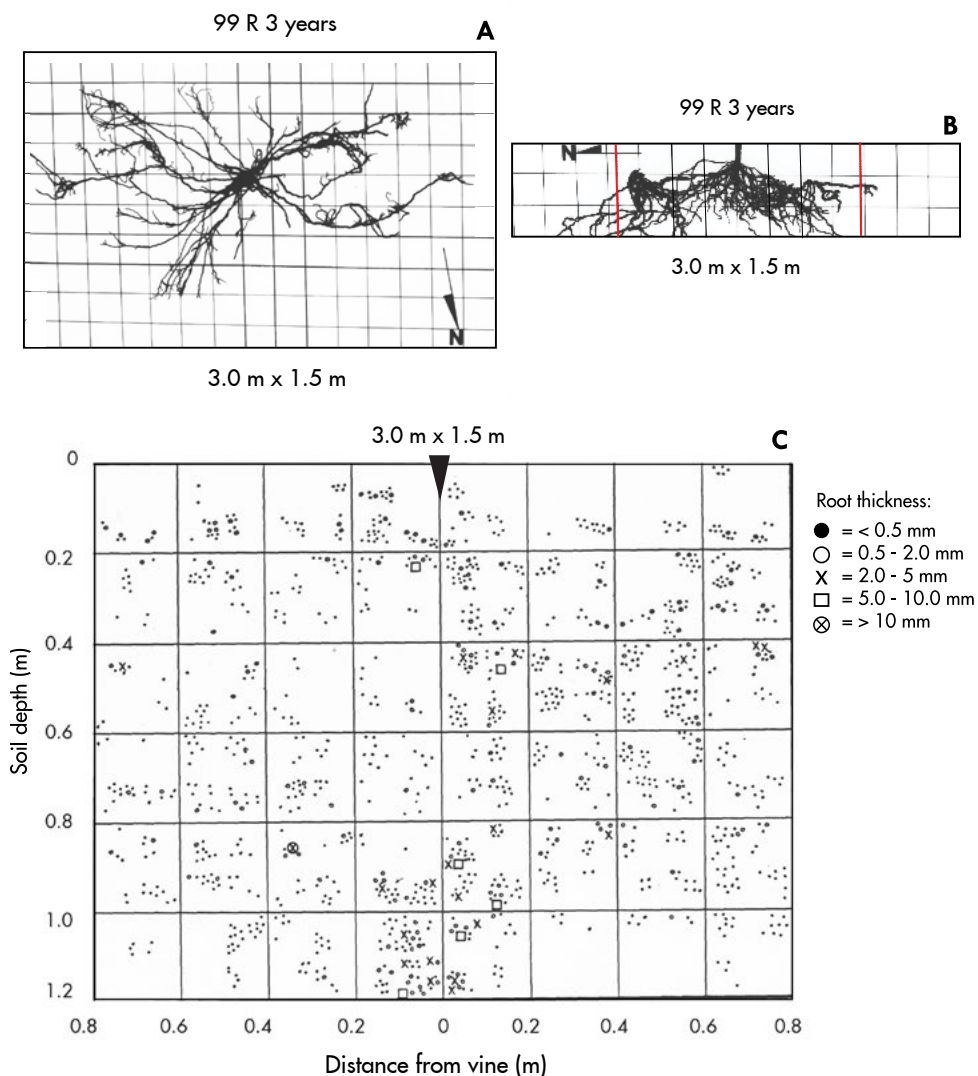 99 R 3 years
A
N
3.0 m x 1.5 m
99 R 3 years
B
N
3.0 m x 1.5 m
3.0 m x 1.5 m
C
0
0.2
0.4
0.6
0.8
1.0
1.2
Soil depth (m)
0.8 0.6 0.4 0.2 0 0.2 0.4 0.6 0.8
Distance from vine (m)
Root thickness:
= < 0.5 mm
= 0.5 - 2.0 mm
x = 2.0 - 5 mm
= 5.0 - 10.0 mm
= > 10 mm